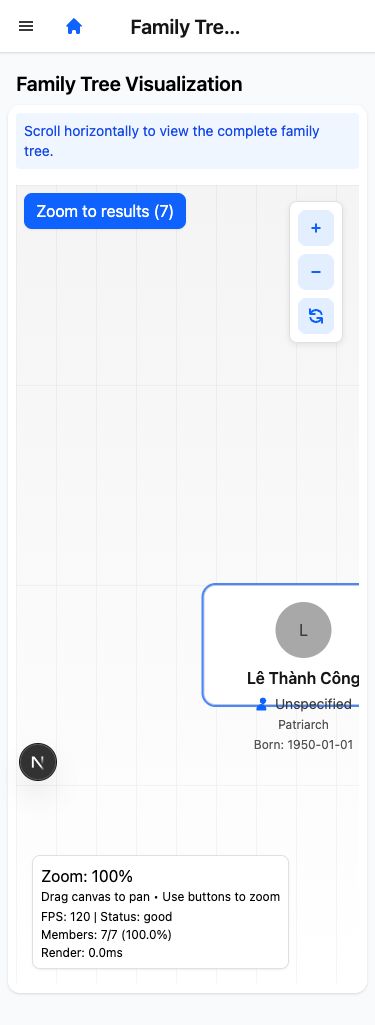 Family Tre...
Family Tree Visualization
Scroll horizontally to view the complete family
tree.
Zoom to results (7)
+
−
L
Lê Thành Công
Unspecified
Patriarch
Born: 1950-01-01
N
Zoom: 100%
Drag canvas to pan • Use buttons to zoom
FPS: 120 | Status: good
Members: 7/7 (100.0%)
Render: 0.0ms